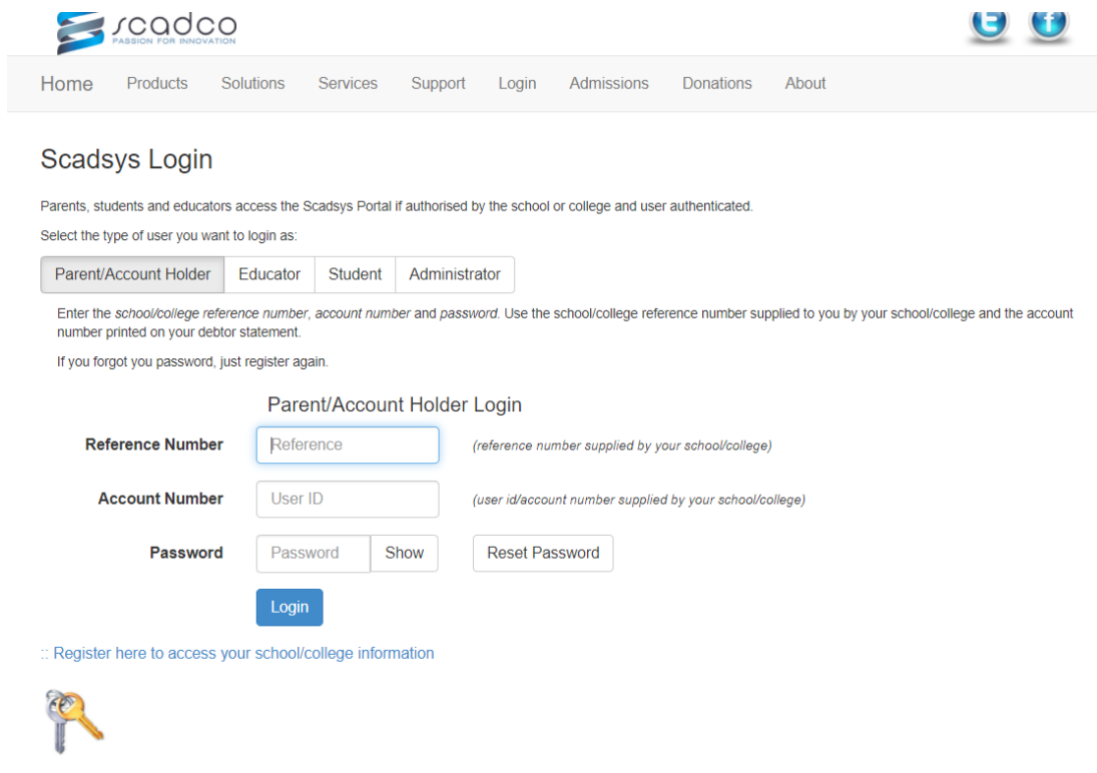 scadco
PASSION FOR INNOVATION
Home Products Solutions Services Support Login Admissions Donations About
Scadsys Login
Parents, students and educators access the Scadsys Portal if authorised by the school or college and user authenticated.
Select the type of user you want to login as:
Parent/Account Holder Educator Student Administrator
Enter the school/college reference number, account number and password. Use the school/college reference number supplied to you by your school/college and the account
number printed on your debtor statement.
If you forgot you password, just register again.
Parent/Account Holder Login
Reference Number Reference (reference number supplied by your school/college)
Account Number User ID (user id/account number supplied by your school/college)
Password Password Show Reset Password
Login
:: Register here to access your school/college information